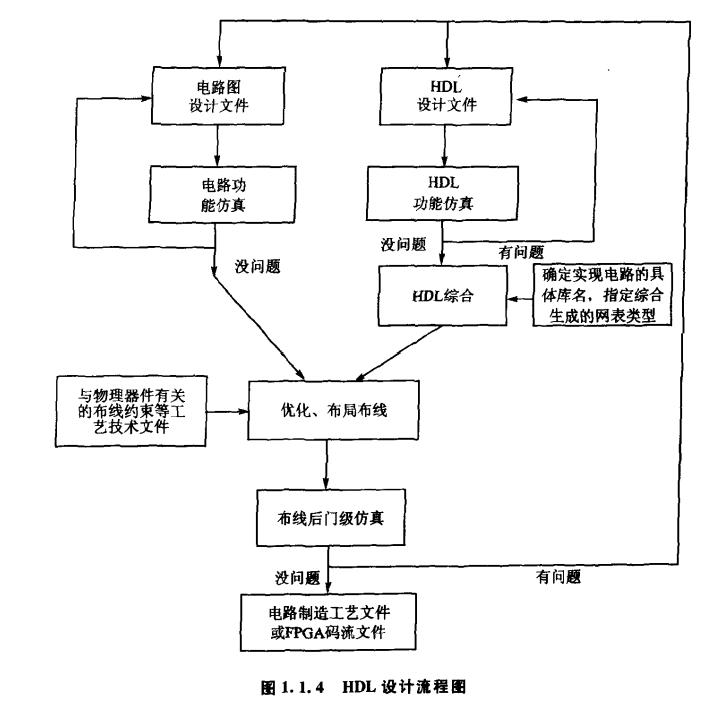 电路图
设计文件
HDL
设计文件
电路功
能仿真
HDL
功能仿真
没问题
没问题
有问题
HDL综合
确定实现电路的具
体库名，指定综合
生成的网表类型
与物理器件有关
的布线约束等工
艺技术文件
优化、布局布线
布线后门级仿真
没问题
有问题
电路制造工艺文件
或FPGA码流文件
图1.1.4 HDL设计流程图